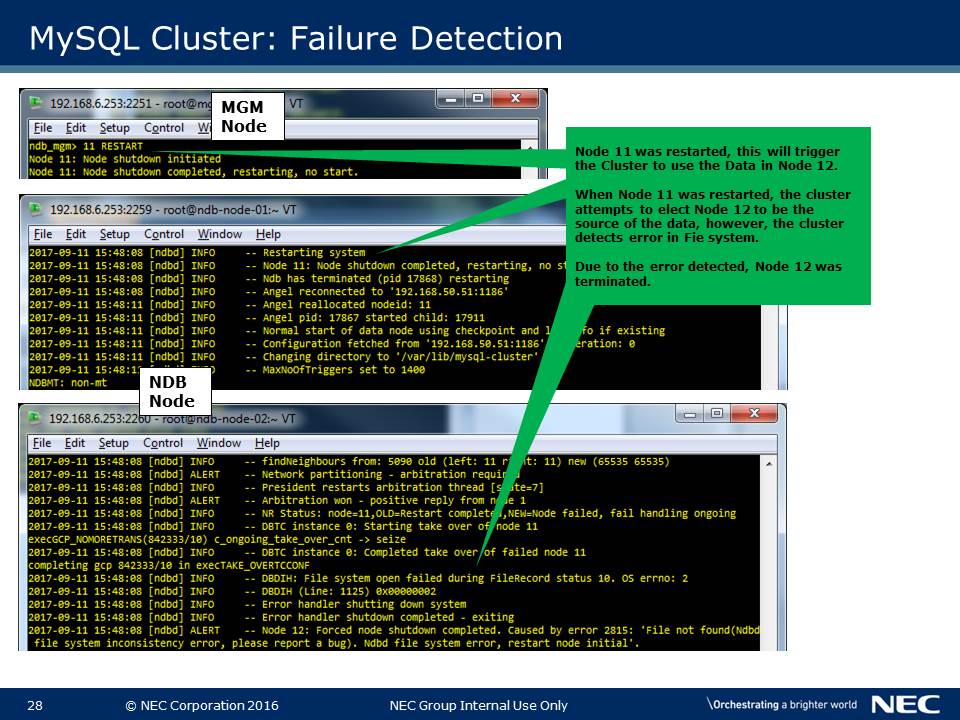 MySQL Cluster: Failure Detection
192.168.6.253:2251 - root@mg VT
MGM
Node
File Edit Setup Control Wi
ndb_mgm> 11 RESTART
Node 11: Node shutdown initiated
Node 11: Node shutdown completed, restarting, no start.
Node 11 was restarted, this will trigger
the Cluster to use the Data in Node 12.
When Node 11 was restarted, the cluster
attempts to elect Node 12 to be the
source of the data, however, the cluster
detects error in Fie system.
Due to the error detected, Node 12 was
terminated.
192.168.6.253:2259 - root@ndb-node-01:~ VT
File Edit Setup Control Window Help
2017-09-11 15:48:08 [ndbd] INFO -- Restarting system
2017-09-11 15:48:08 [ndbd] INFO -- Node 11: Node shutdown completed, restarting, no st
2017-09-11 15:48:08 [ndbd] INFO -- Ndb has terminated (pid 17868) restarting
2017-09-11 15:48:08 [ndbd] INFO -- Angel reconnected to '192.168.50.51:1186'
2017-09-11 15:48:11 [ndbd] INFO -- Angel reallocated nodeid: 11
2017-09-11 15:48:11 [ndbd] INFO -- Angel pid: 17867 started child: 17911
2017-09-11 15:48:11 [ndbd] INFO -- Normal start of data node using checkpoint and fo if existing
2017-09-11 15:48:11 [ndbd] INFO -- Configuration fetched from '192.168.50.51:1186' eration: 0
2017-09-11 15:48:11 [ndbd] INFO -- Changing directory to '/var/lib/mysql-cluster'
2017-09-11 15:48:11 [ndbd] INFO -- MaxNoOfTriggers set to 1400
NDBMT: non-mt
NDB
Node
192.168.6.253:2260 - root@ndb-node-02:~ VT
File Edit Setup Control Window Help
2017-09-11 15:48:08 [ndbd] INFO -- findNeighbours from: 5090 old (left: 11 right: 11) new (65535 65535)
2017-09-11 15:48:08 [ndbd] ALERT -- Network partitioning - arbitration required
2017-09-11 15:48:08 [ndbd] INFO -- President restarts arbitration thread [state=7]
2017-09-11 15:48:08 [ndbd] ALERT -- Arbitration won - positive reply from node 1
2017-09-11 15:48:08 [ndbd] INFO -- NR Status: node=11,OLD=Restart completed,NEW=Node failed, fail handling ongoing
2017-09-11 15:48:08 [ndbd] INFO -- DBTC instance 0: Starting take over of node 11
execGCP_NOMORETRANS(842333/10) c_ongoing_take_over_cnt -> seize
2017-09-11 15:48:08 [ndbd] INFO -- DBTC instance 0: Completed take over of failed node 11
completing gcp 842333/10 in execTAKE_OVERTCCONF
2017-09-11 15:48:08 [ndbd] INFO -- DBDIH: File system open failed during FileRecord status 10. OS errno: 2
2017-09-11 15:48:08 [ndbd] INFO -- DBDIH (Line: 1125) 0x00000002
2017-09-11 15:48:08 [ndbd] INFO -- Error handler shutting down system
2017-09-11 15:48:08 [ndbd] INFO -- Error handler shutdown completed - exiting
2017-09-11 15:48:08 [ndbd] ALERT -- Node 12: Forced node shutdown completed. Caused by error 2815: 'File not found(Ndbd
file system inconsistency error, please report a bug). Ndbd file system error, restart node initial'.
28 © NEC Corporation 2016 NEC Group Internal Use Only \Orchestrating a brighter world NEC